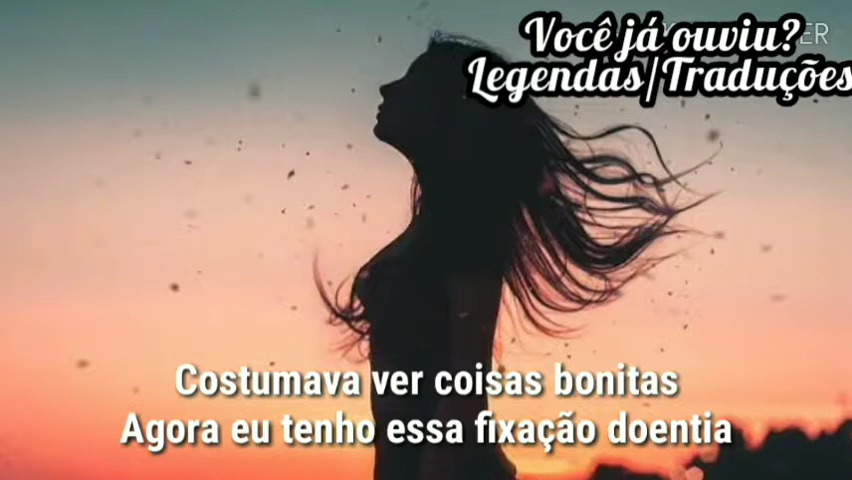 Você já ouviu?
Legendas/Traduções
Costumava ver coisas bonitas
Agora eu tenho essa fixação doentia